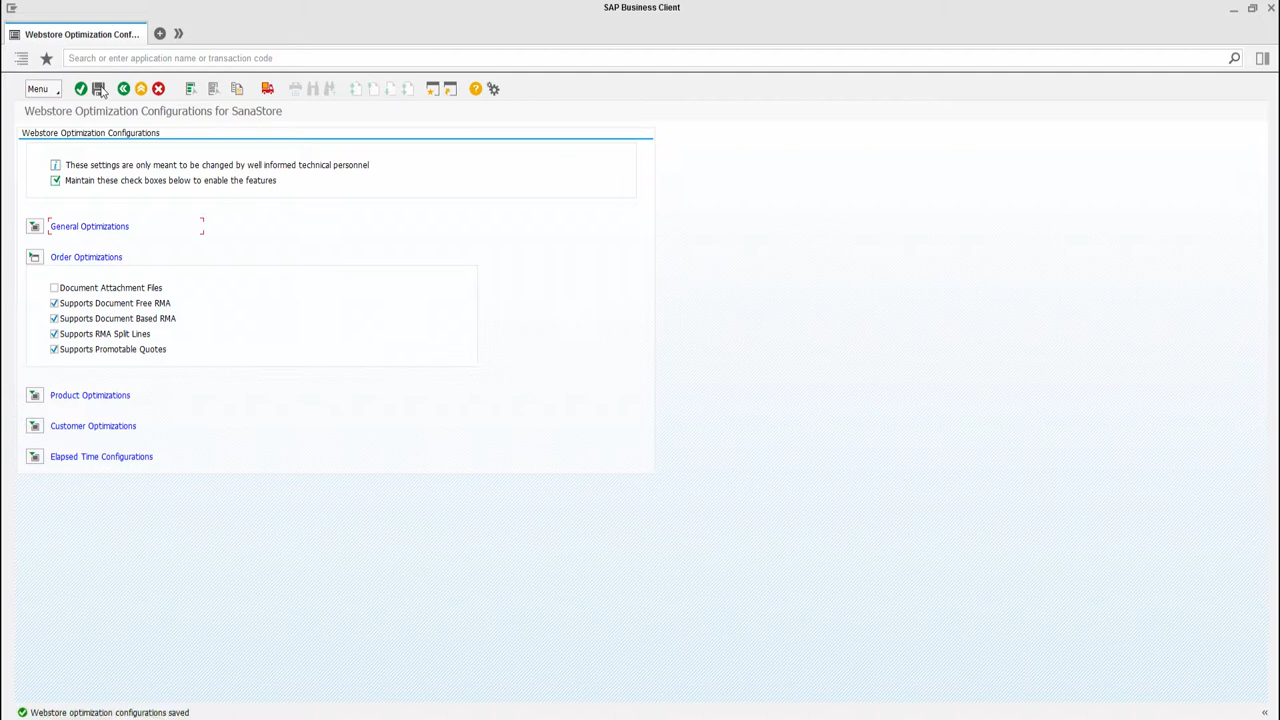 SAP Business Client
Webstore Optimization Conf...
Search or enter application name or transaction code
Menu
Webstore Optimization Configurations for SanaStore
Webstore Optimization Configurations
These settings are only meant to be changed by well informed technical personnel
Maintain these check boxes below to enable the features
General Optimizations
Order Optimizations
Document Attachment Files
Supports Document Free RMA
Supports Document Based RMA
Supports RMA Split Lines
Supports Promotable Quotes
Product Optimizations
Customer Optimizations
Elapsed Time Configurations
Webstore optimization configurations saved